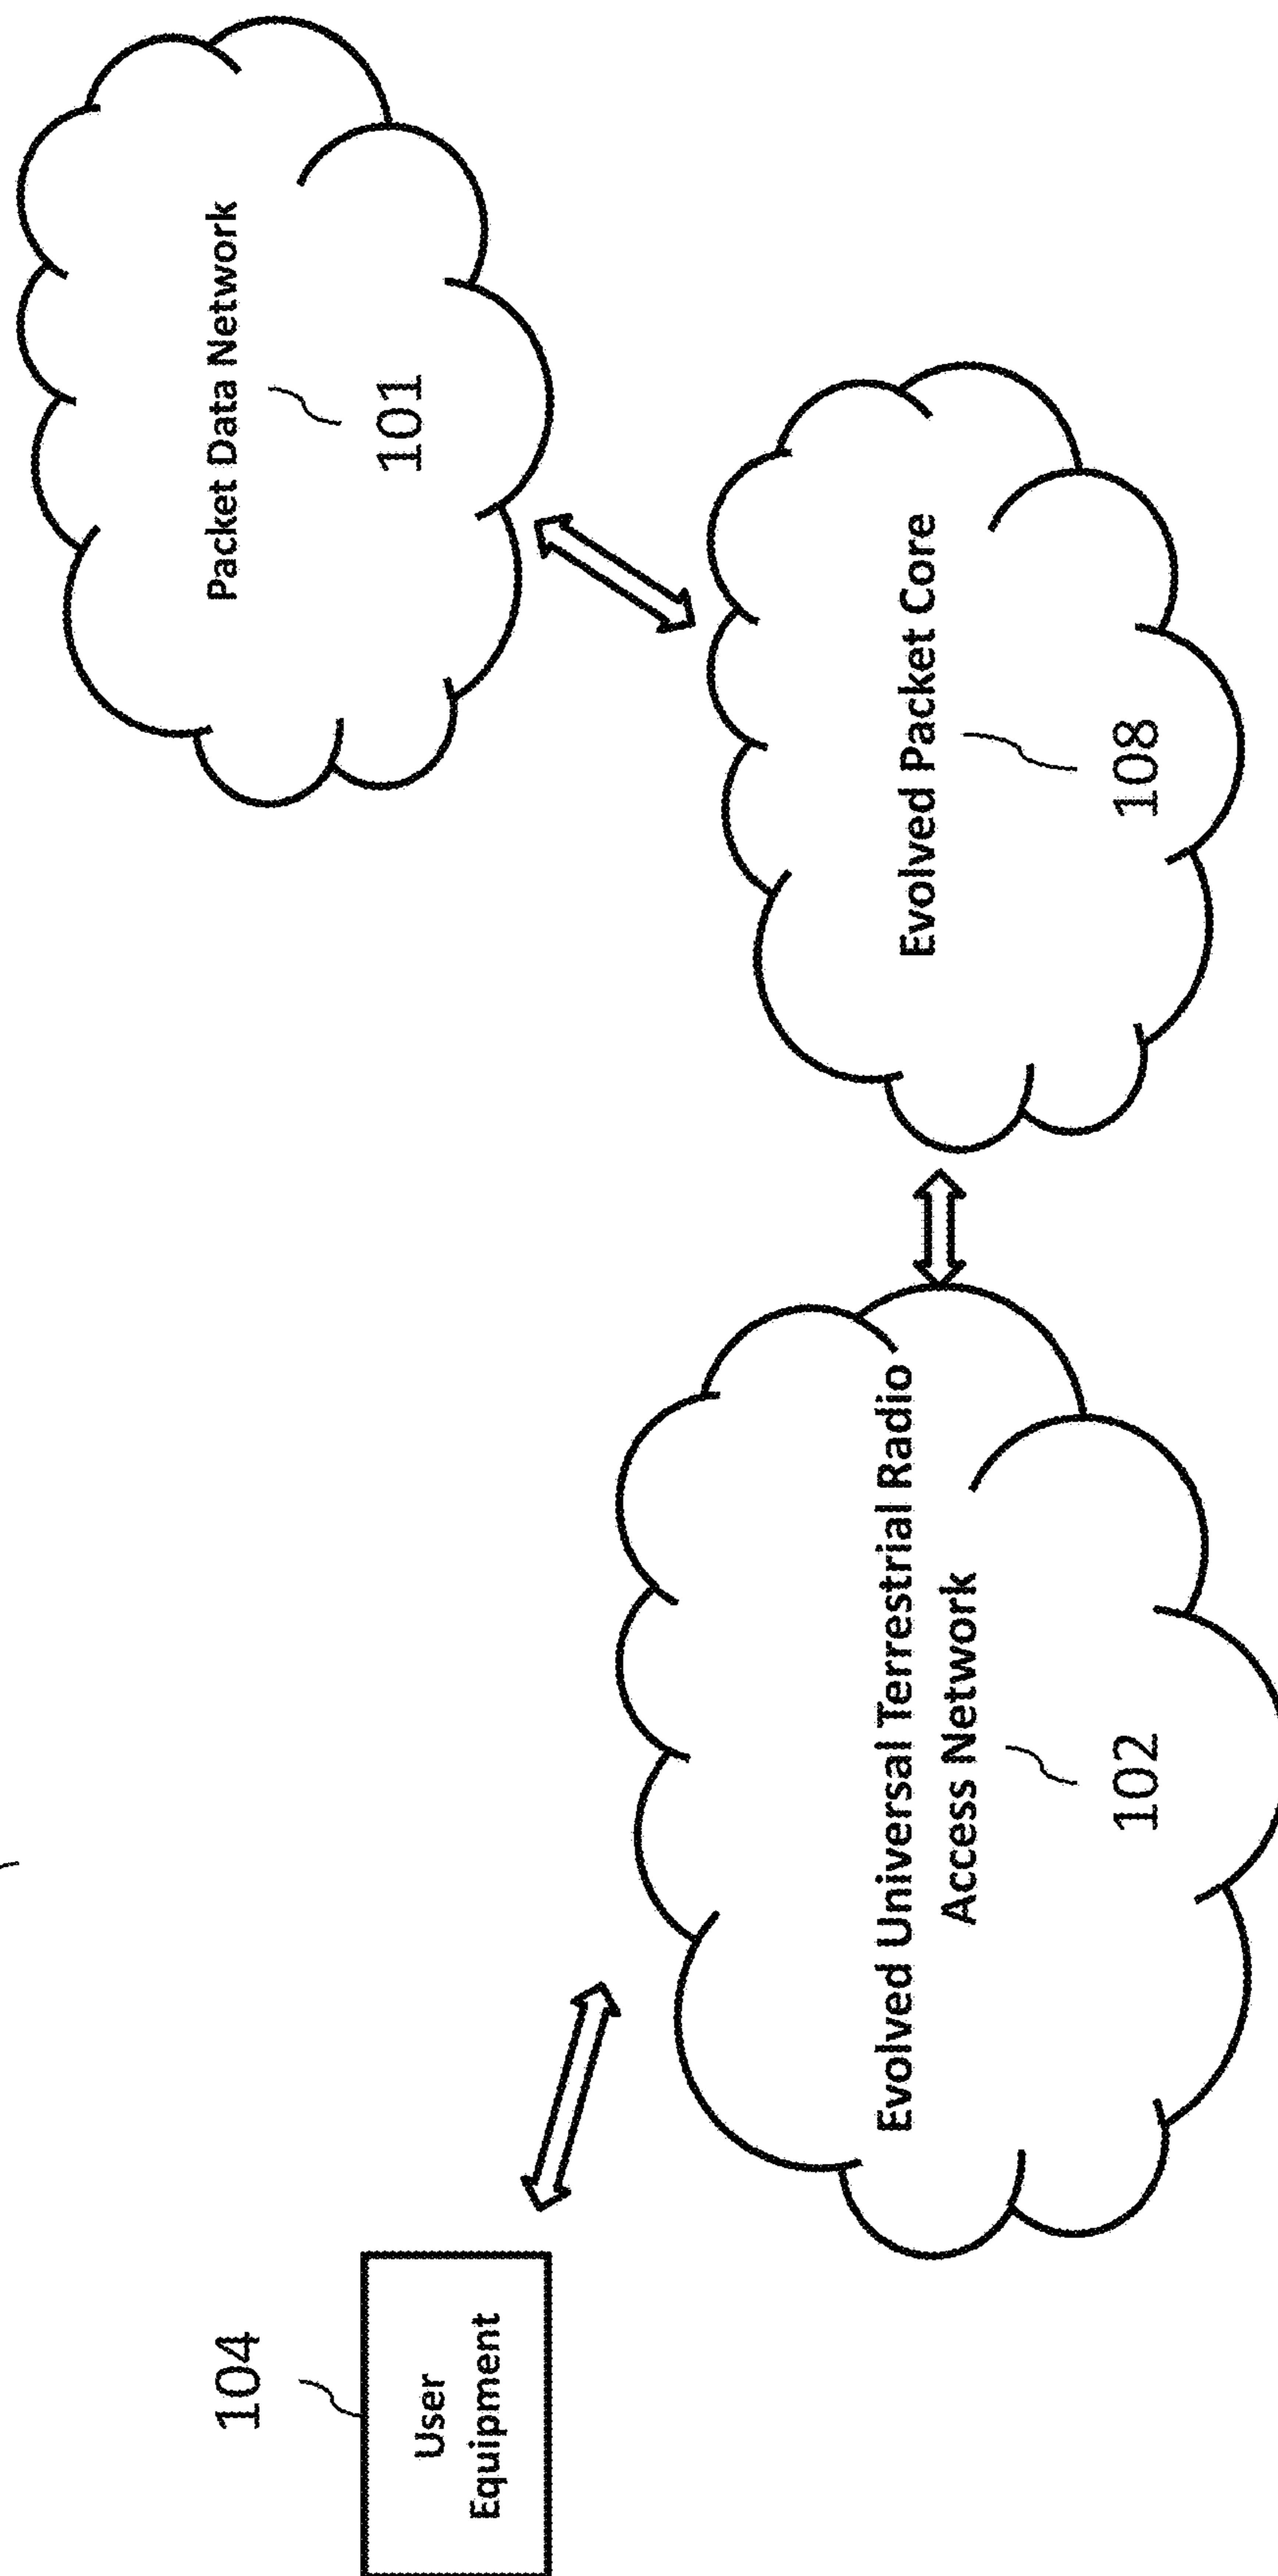 104
User
Equipment
Evolved Universal Terrestrial Radio
Access Network
102
Evolved Packet Core
108
Packet Data Network
101